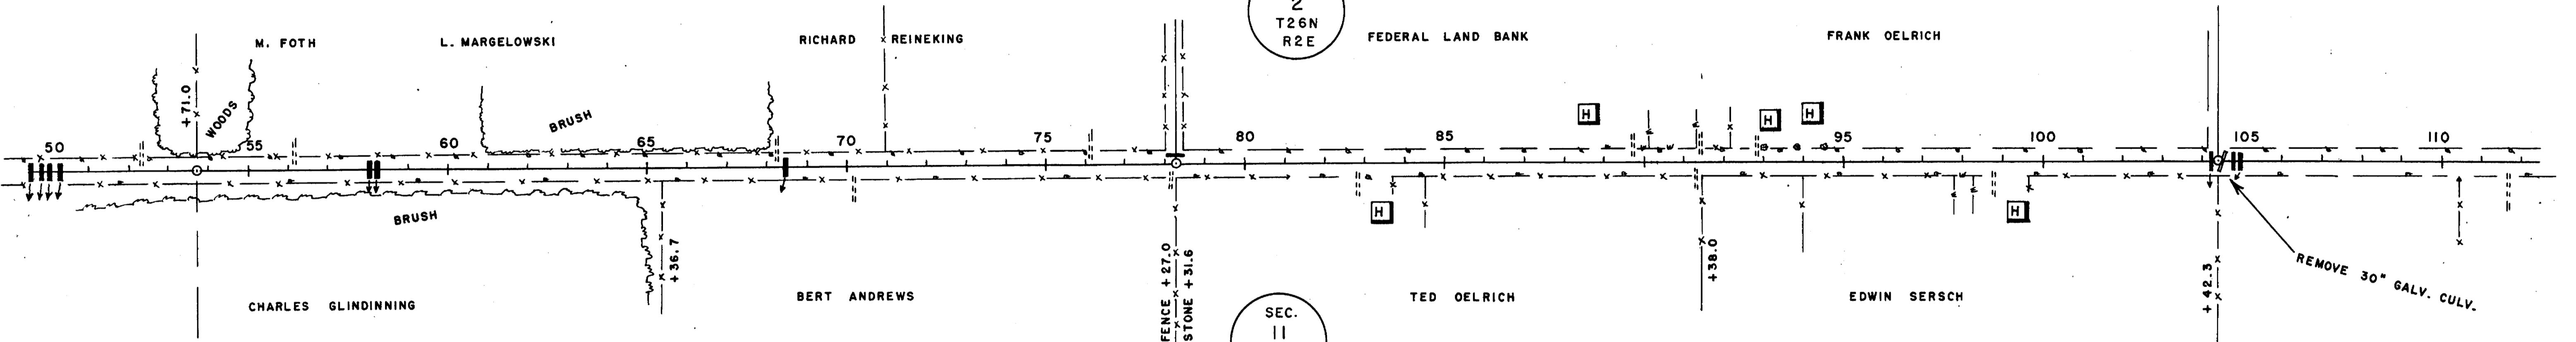 2
T26N
R2E
M. FOTH
L. MARGELOWSKI
RICHARD REINEKING
FEDERAL LAND BANK
FRANK OELRICH
+71.0
WOODS
BRUSH
H
H
H
50
55
60
65
70
75
80
85
95
100
105
110
BRUSH
H
H
+36.7
FENCE +27.0
STONE +31.6
+38.0
+42.3
REMOVE 30" GALV. CULV.
CHARLES GLINDINNING
BERT ANDREWS
TED OELRICH
EDWIN SERSCH
SEC.
11